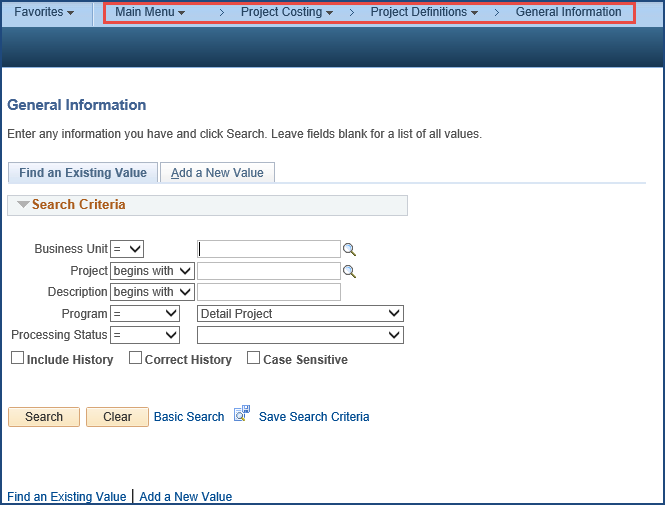 Favorites Main Menu > Project Costing > Project Definitions > General Information
General Information
Enter any information you have and click Search. Leave fields blank for a list of all values.
Find an Existing Value Add a New Value
Search Criteria
Business Unit =
Project begins with
Description begins with
Program = Detail Project
Processing Status =
Include History Correct History Case Sensitive
Search Clear Basic Search Save Search Criteria
Find an Existing Value | Add a New Value